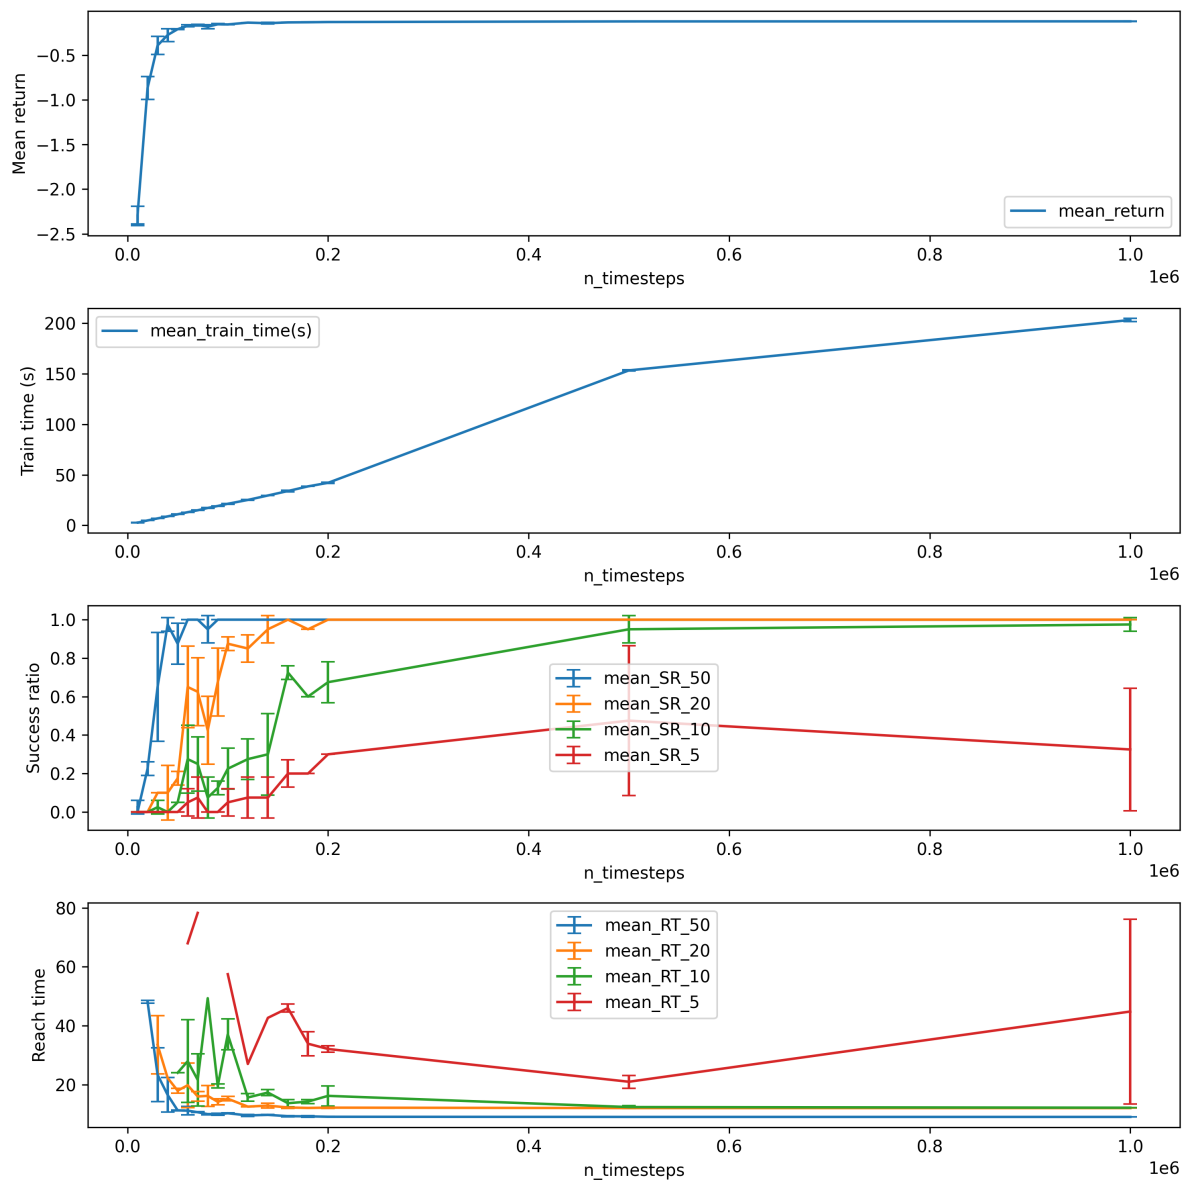 −0.5
−1.0
−1.5
−2.0
−2.5
Mean return
mean_return
0.0 0.2 0.4 0.6 0.8 1.0
n_timesteps
1e6
200
150
100
50
0
Train time (s)
mean_train_time(s)
0.0 0.2 0.4 0.6 0.8 1.0
n_timesteps
1e6
1.0
0.8
0.6
0.4
0.2
0.0
Success ratio
mean_SR_50
mean_SR_20
mean_SR_10
mean_SR_5
0.0 0.2 0.4 0.6 0.8 1.0
n_timesteps
1e6
80
60
40
20
Reach time
mean_RT_50
mean_RT_20
mean_RT_10
mean_RT_5
0.0 0.2 0.4 0.6 0.8 1.0
n_timesteps
1e6